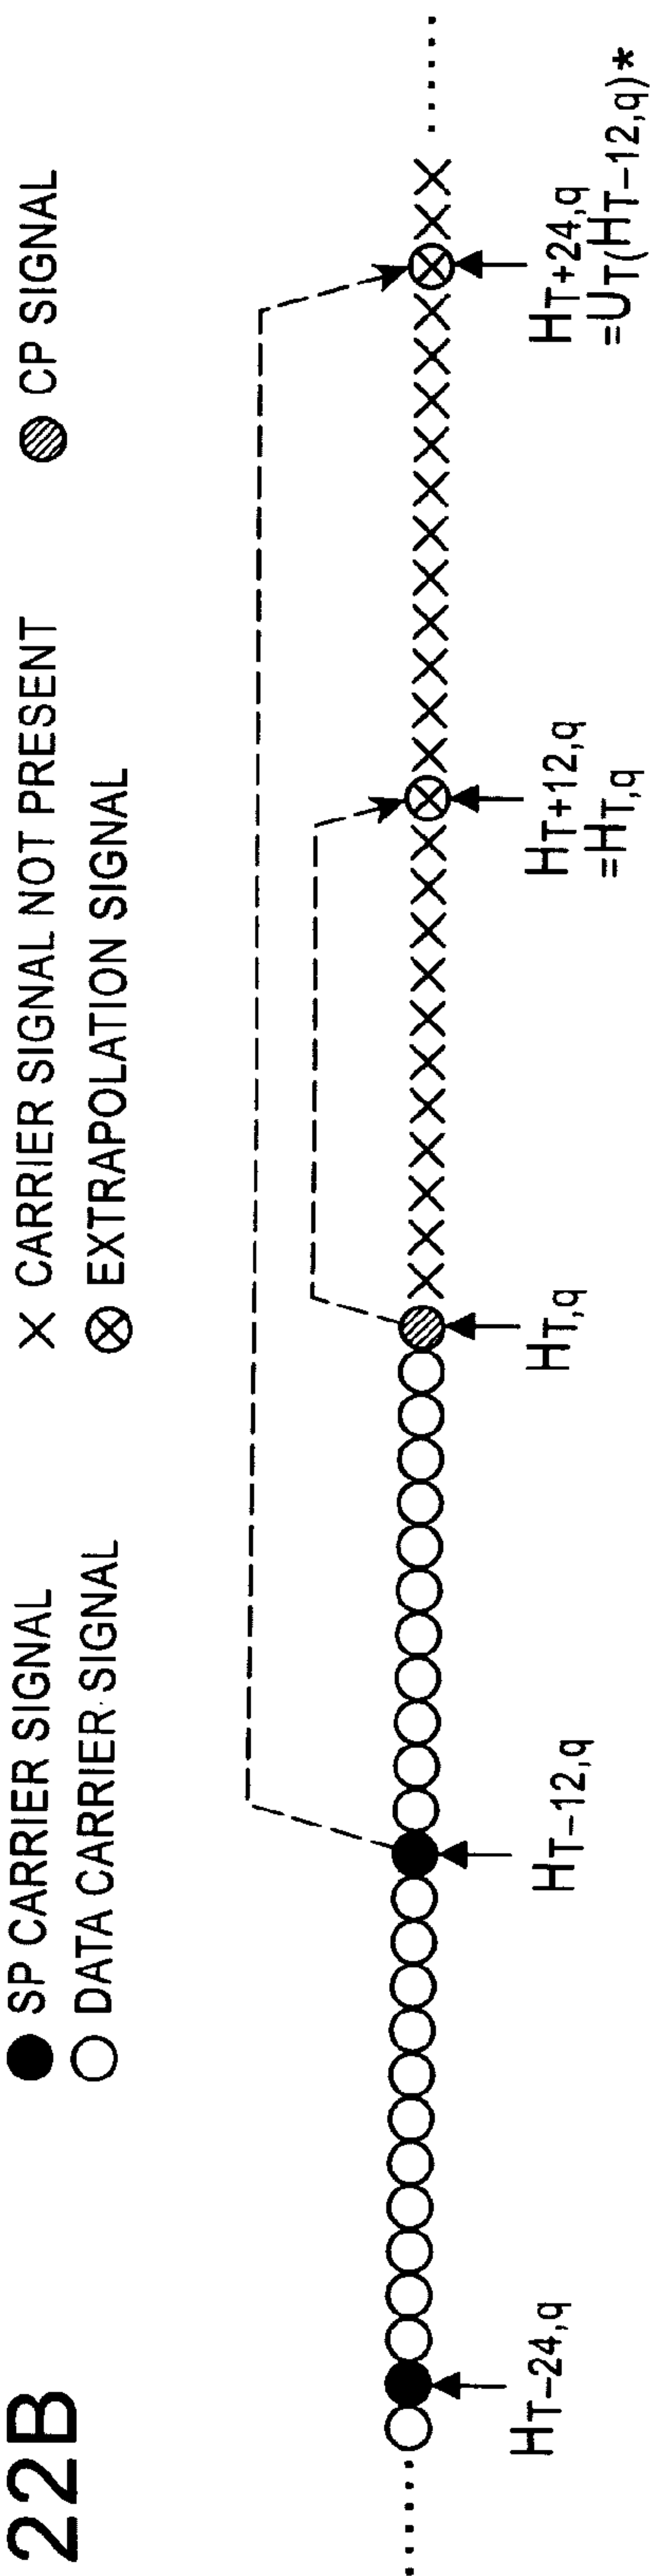 22B
● SP CARRIER SIGNAL
○ DATA CARRIER SIGNAL
× CARRIER SIGNAL NOT PRESENT
⊗ EXTRAPOLATION SIGNAL
CP SIGNAL
HT−24,q
HT−12,q
HT,q
HT+12,q
=HT,q
HT+24,q
=UT(HT−12,q)*